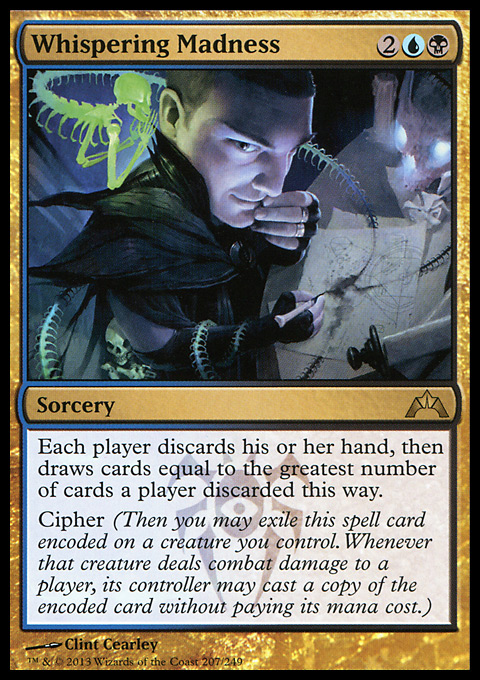 Whispering Madness 2
Sorcery
Each player discards his or her hand, then
draws cards equal to the greatest number
of cards a player discarded this way.
Cipher (Then you may exile this spell card
encoded on a creature you control. Whenever
that creature deals combat damage to a
player, its controller may cast a copy of the
encoded card without paying its mana cost.)
Clint Cearley
™ & © 2013 Wizards of the Coast 207/249